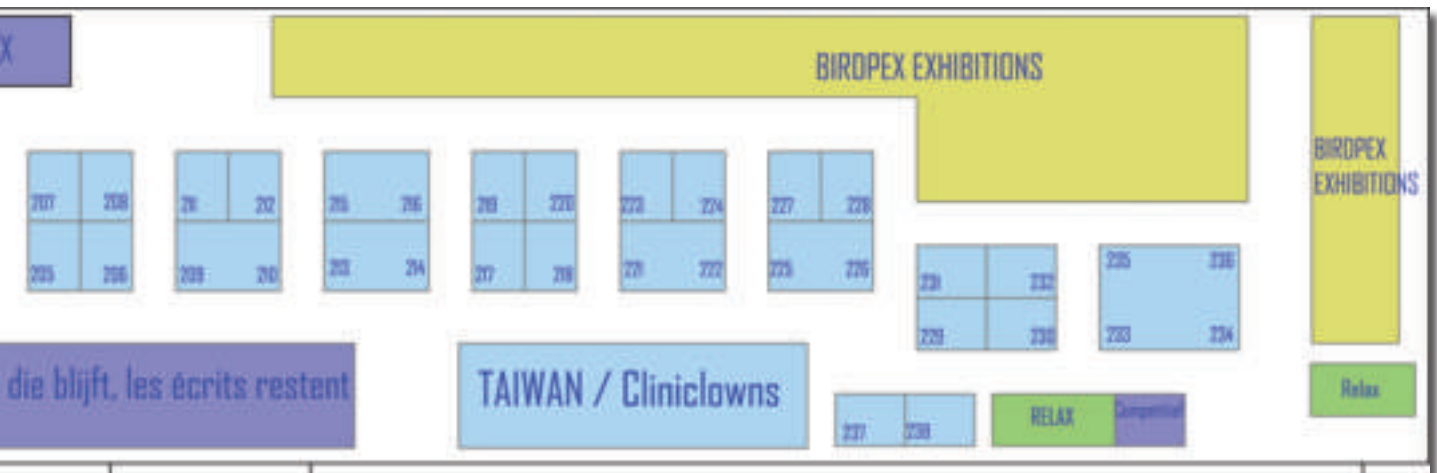 X
BIRDPEX EXHIBITIONS
BIRDPEX
EXHIBITIONS
207 208 211 212 215 216 219 220 223 224 227 228
205 206 209 210 213 214 217 218 221 222 225 226
231 232 235 236
229 230 233 234
die blijft, les écrits restent
TAIWAN / Cliniclowns
237 238
RELAX
Relax